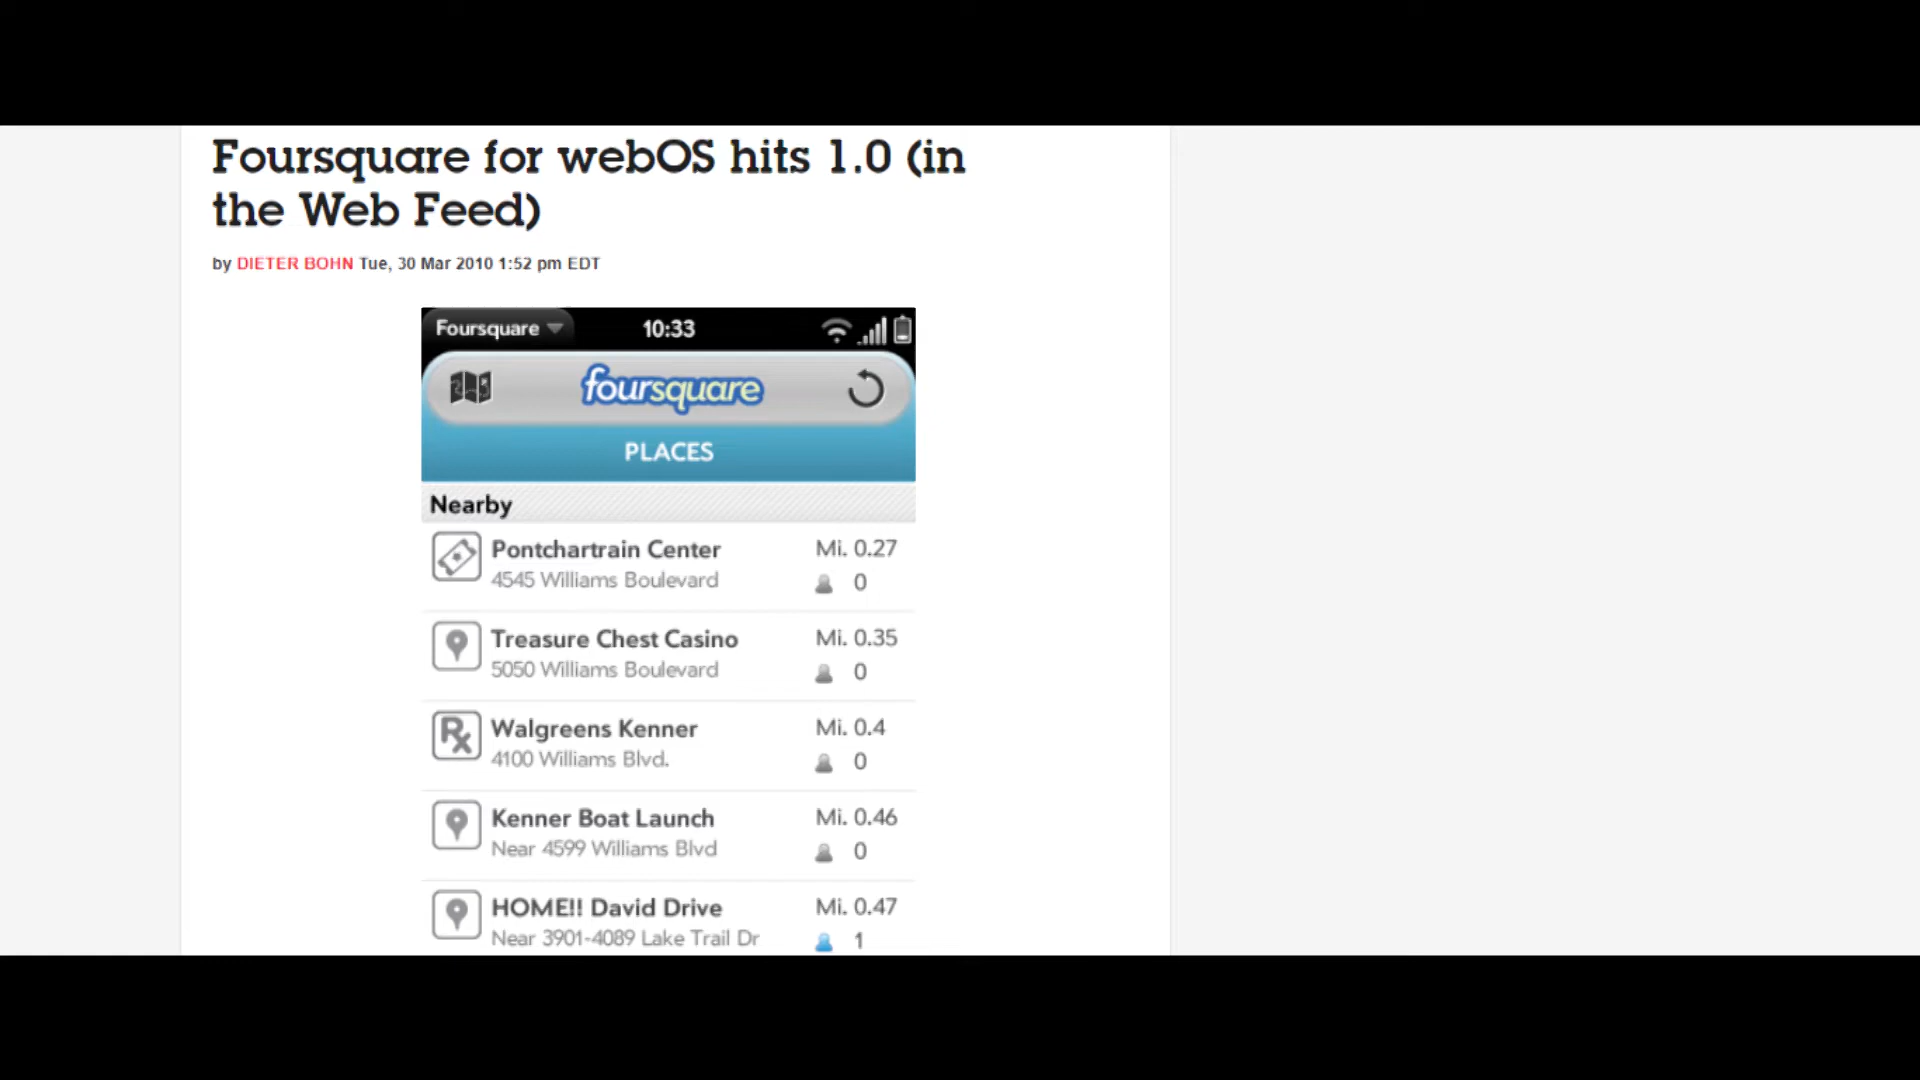 Foursquare for webOS hits 1.0 (in
the Web Feed)
by DIETER BOHN Tue, 30 Mar 2010 1:52 pm EDT
Foursquare 10:33
foursquare
PLACES
Nearby
Pontchartrain Center Mi. 0.27
4545 Williams Boulevard 0
Treasure Chest Casino Mi. 0.35
5050 Williams Boulevard 0
Rx Walgreens Kenner Mi. 0.4
4100 Williams Blvd. 0
Kenner Boat Launch Mi. 0.46
Near 4599 Williams Blvd 0
HOME!! David Drive Mi. 0.47
Near 3901-4089 Lake Trail Dr 1